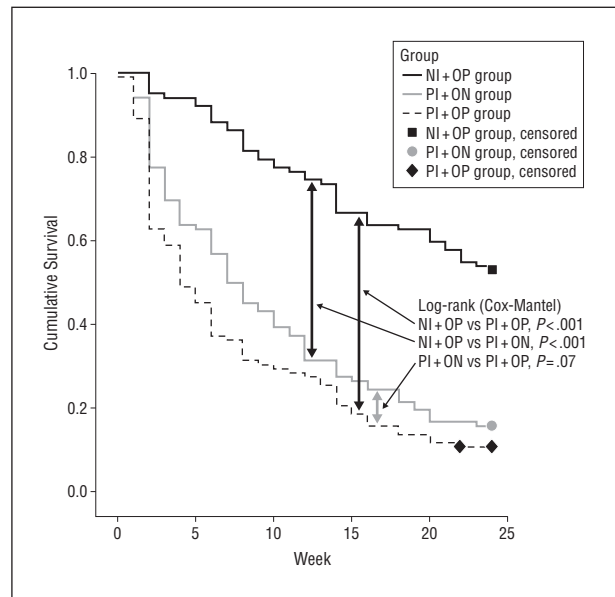 Group
NI + OP group
PI + ON group
PI + OP group
NI + OP group, censored
PI + ON group, censored
PI + OP group, censored
1.0
0.8
0.6
0.4
0.2
0.0
Cumulative Survival
Log-rank (Cox-Mantel)
NI + OP vs PI + OP, P < .001
NI + OP vs PI + ON, P < .001
PI + ON vs PI + OP, P = .07
0 5 10 15 20 25
Week